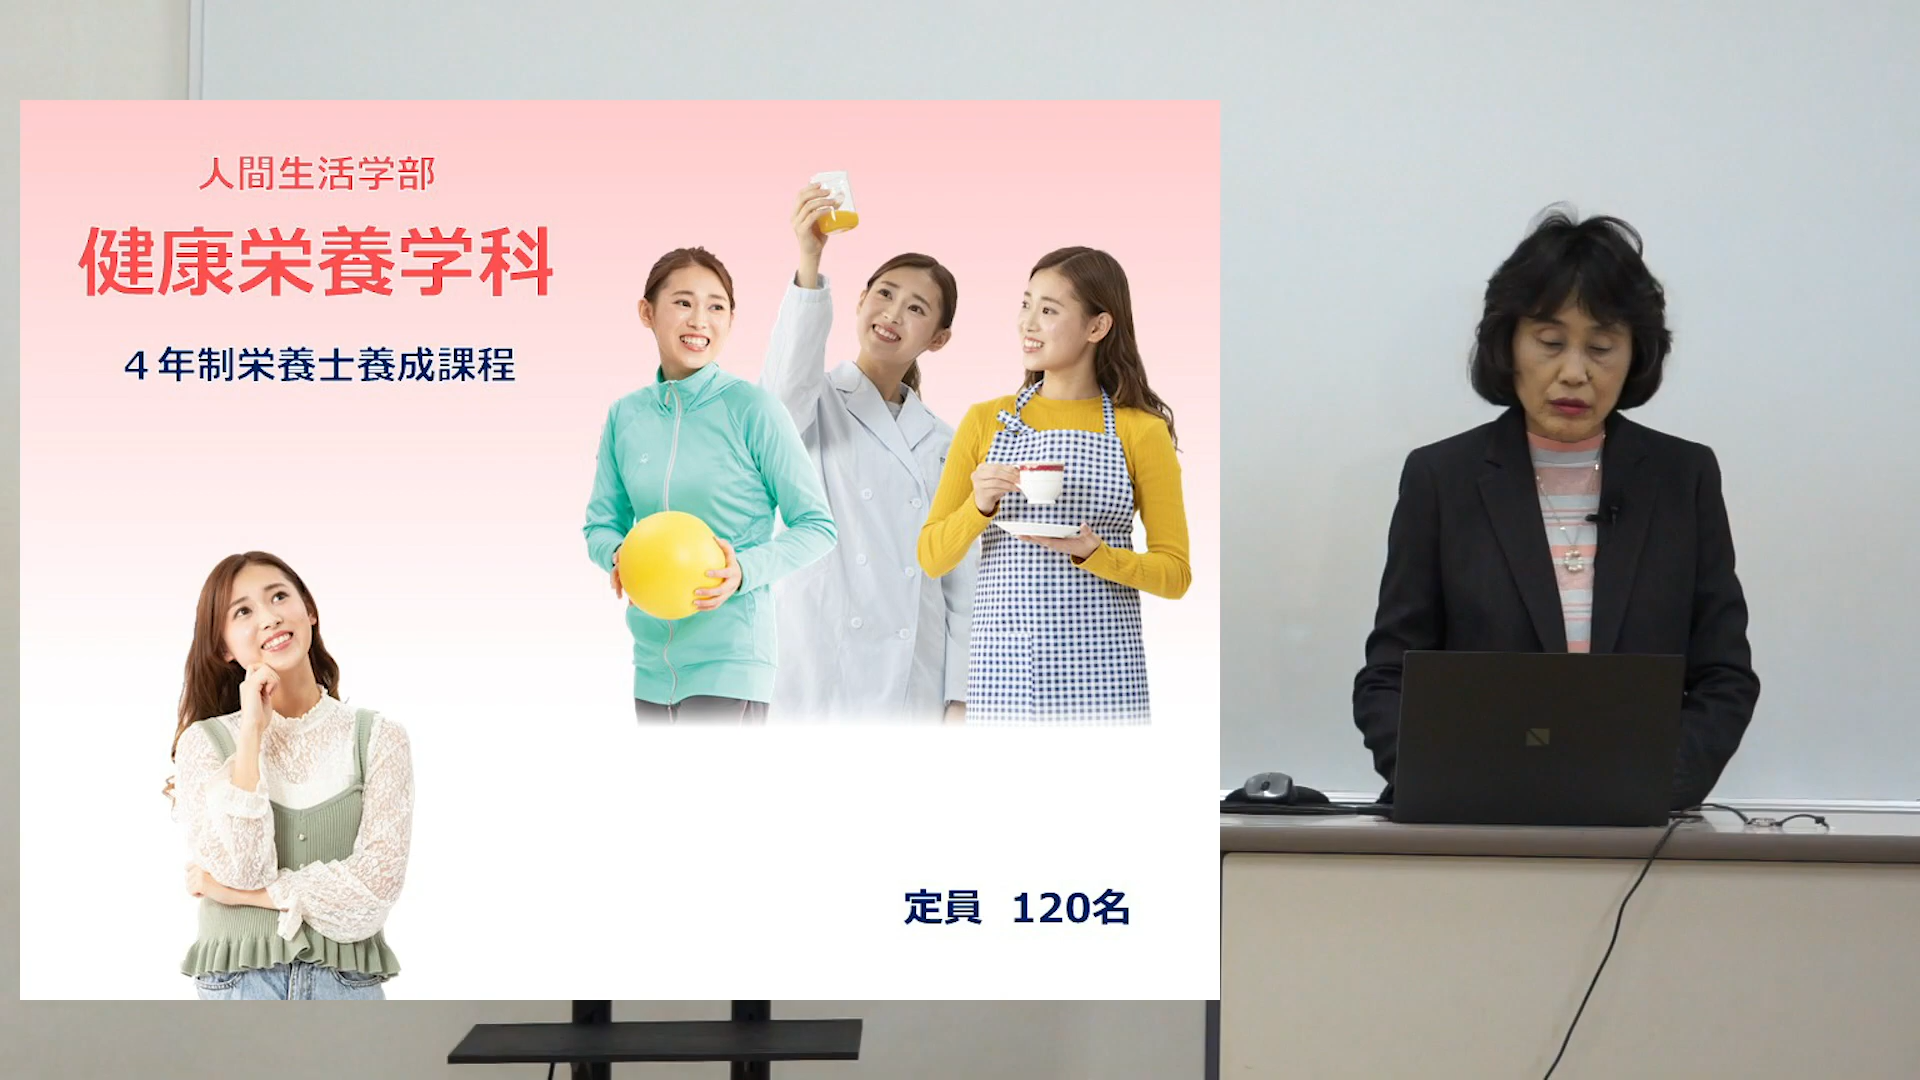 人間生活学部
健康栄養学科
４年制栄養士養成課程
定員 120名